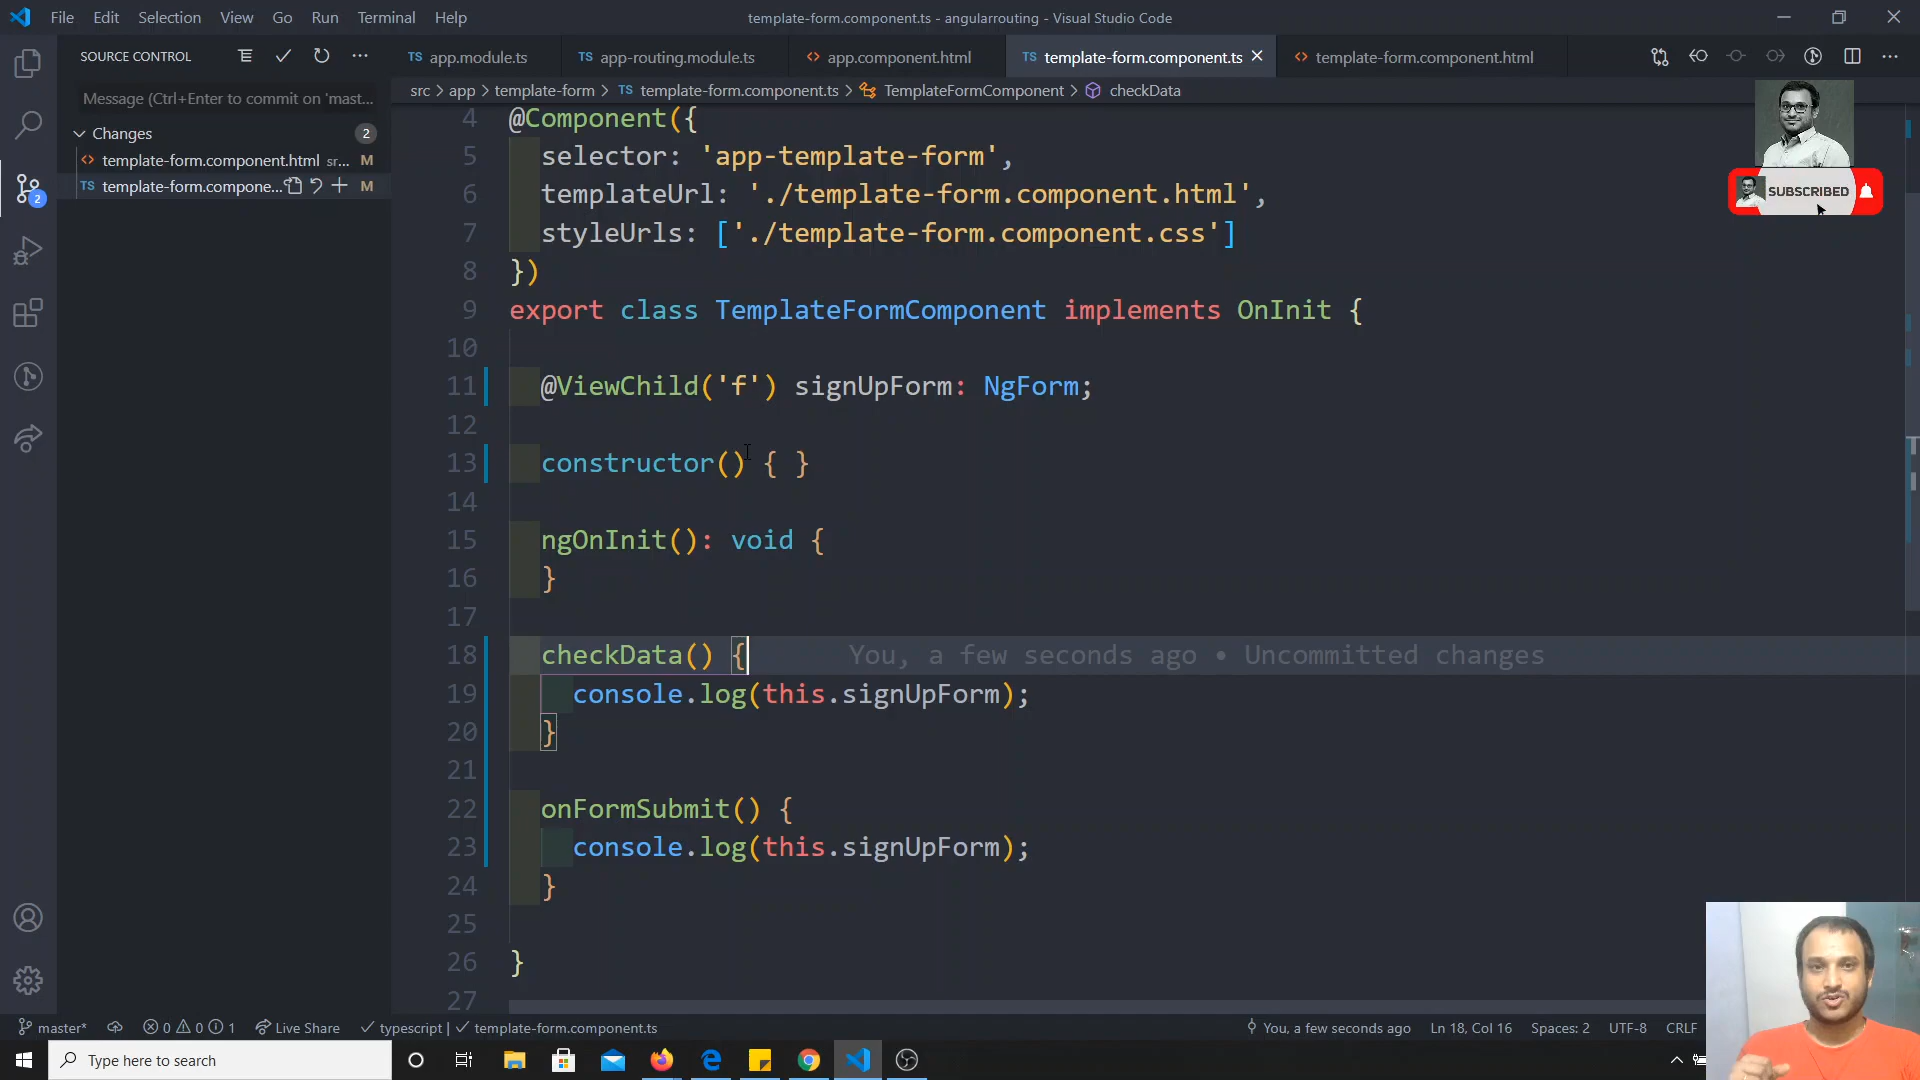 File Edit Selection View Go Run Terminal Help
template-form.component.ts - angularrouting - Visual Studio Code
SOURCE CONTROL
app.module.ts
app-routing.module.ts
app.component.html
template-form.component.ts
template-form.component.html
src > app > template-form > TS template-form.component.ts > TemplateFormComponent > checkData
Message (Ctrl+Enter to commit on 'mast...
Changes 2
template-form.component.html sr... M
TS template-form.compone... M
2
SUBSCRIBED
4 @Component({
5 selector: 'app-template-form',
6 templateUrl: './template-form.component.html',
7 styleUrls: ['./template-form.component.css']
8 })
9 export class TemplateFormComponent implements OnInit {
10
11 @ViewChild('f') signUpForm: NgForm;
12
13 constructor() { }
14
15 ngOnInit(): void {
16 }
17
18 checkData() { You, a few seconds ago • Uncommitted changes
19 console.log(this.signUpForm);
20 }
21
22 onFormSubmit() {
23 console.log(this.signUpForm);
24 }
25
26 }
27
master* 0 0 1 Live Share typescript | template-form.component.ts You, a few seconds ago Ln 18, Col 16 Spaces: 2 UTF-8 CRLF
Type here to search